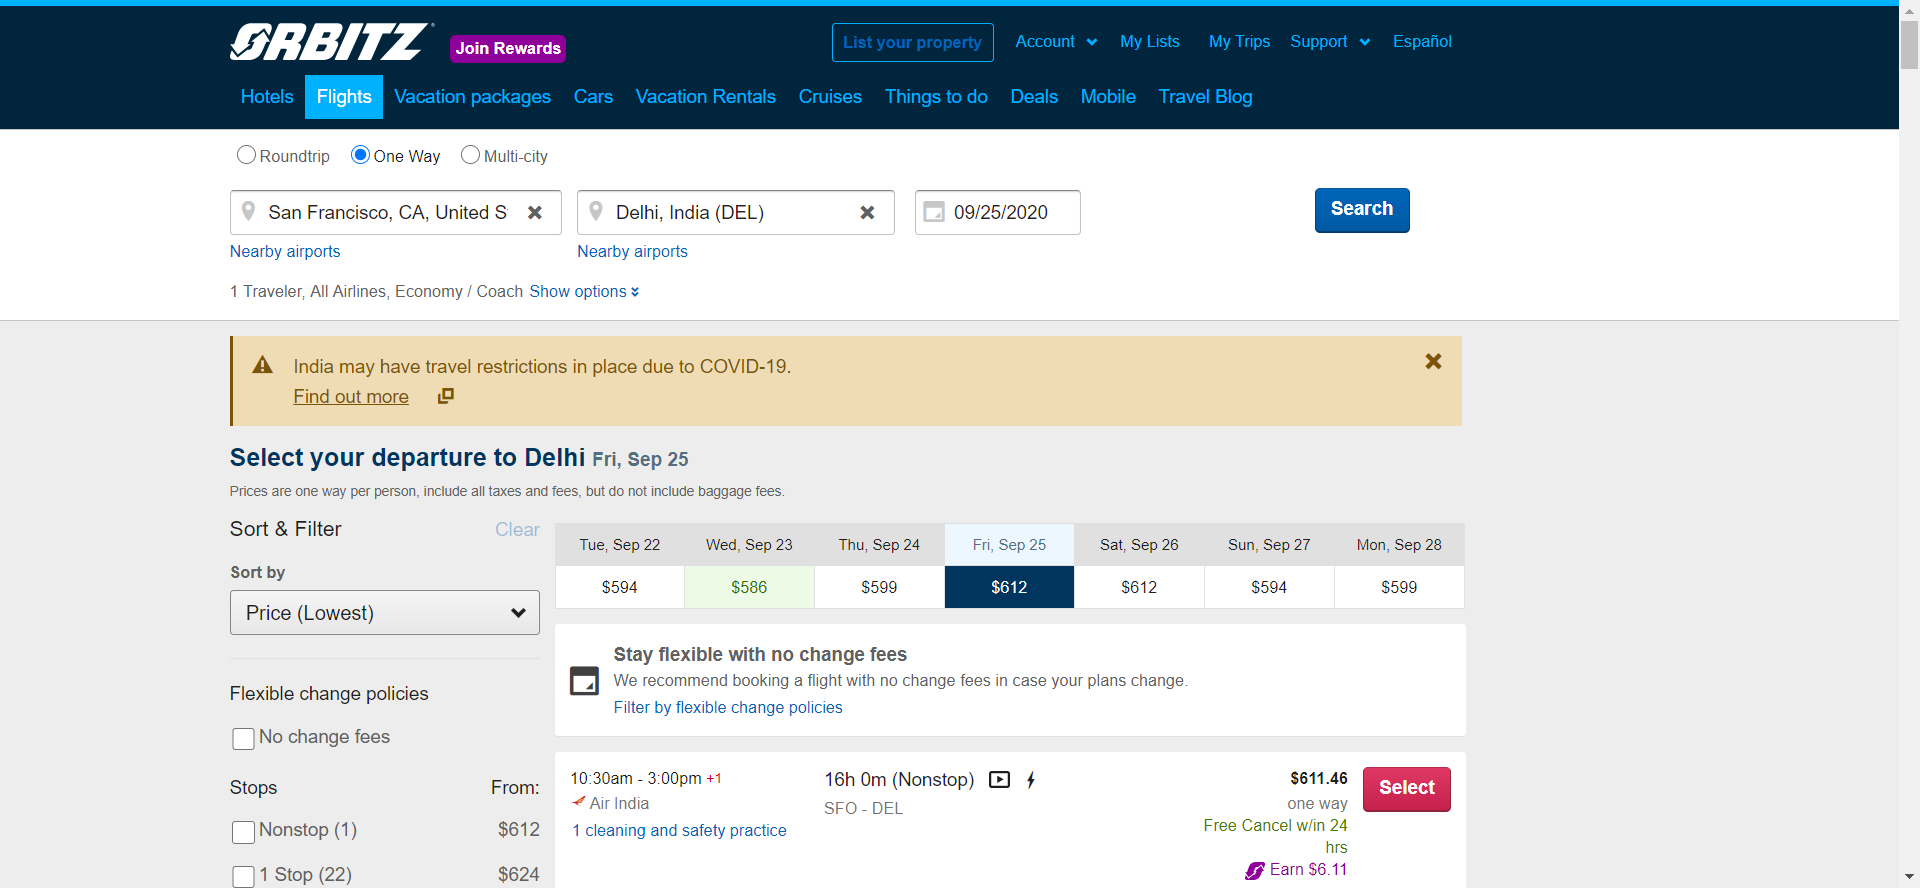 ORBITZ
Join Rewards
List your property
Account
My Lists
My Trips
Support
Español
Hotels
Flights
Vacation packages
Cars
Vacation Rentals
Cruises
Things to do
Deals
Mobile
Travel Blog
Roundtrip
One Way
Multi-city
San Francisco, CA, United S
Delhi, India (DEL)
09/25/2020
Search
Nearby airports
Nearby airports
1 Traveler, All Airlines, Economy / Coach Show options
India may have travel restrictions in place due to COVID-19.
Find out more
Select your departure to Delhi Fri, Sep 25
Prices are one way per person, include all taxes and fees, but do not include baggage fees.
Sort & Filter
Clear
Sort by
Price (Lowest)
Flexible change policies
No change fees
Stops From:
Nonstop (1) $612
1 Stop (22) $624
Tue, Sep 22 Wed, Sep 23 Thu, Sep 24 Fri, Sep 25 Sat, Sep 26 Sun, Sep 27 Mon, Sep 28
$594 $586 $599 $612 $612 $594 $599
Stay flexible with no change fees
We recommend booking a flight with no change fees in case your plans change.
Filter by flexible change policies
10:30am - 3:00pm +1
Air India
1 cleaning and safety practice
16h 0m (Nonstop)
SFO - DEL
$611.46
one way
Free Cancel w/in 24
hrs
Earn $6.11
Select